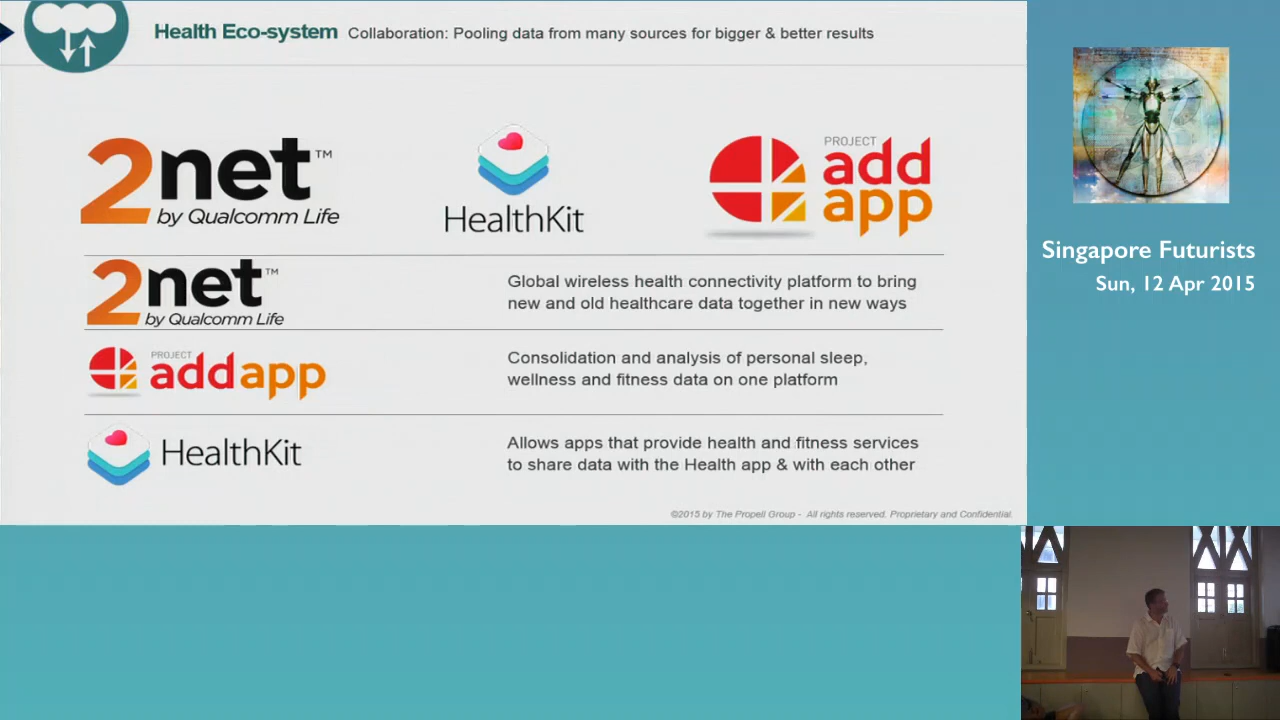 Health Eco-system Collaboration: Pooling data from many sources for bigger & better results
2net™
by Qualcomm Life
HealthKit
PROJECT
add
app
2net™
by Qualcomm Life
Global wireless health connectivity platform to bring
new and old healthcare data together in new ways
PROJECT
addapp
Consolidation and analysis of personal sleep,
wellness and fitness data on one platform
HealthKit
Allows apps that provide health and fitness services
to share data with the Health app & with each other
©2015 by The Propell Group - All rights reserved. Proprietary and Confidential.
Singapore Futurists
Sun, 12 Apr 2015